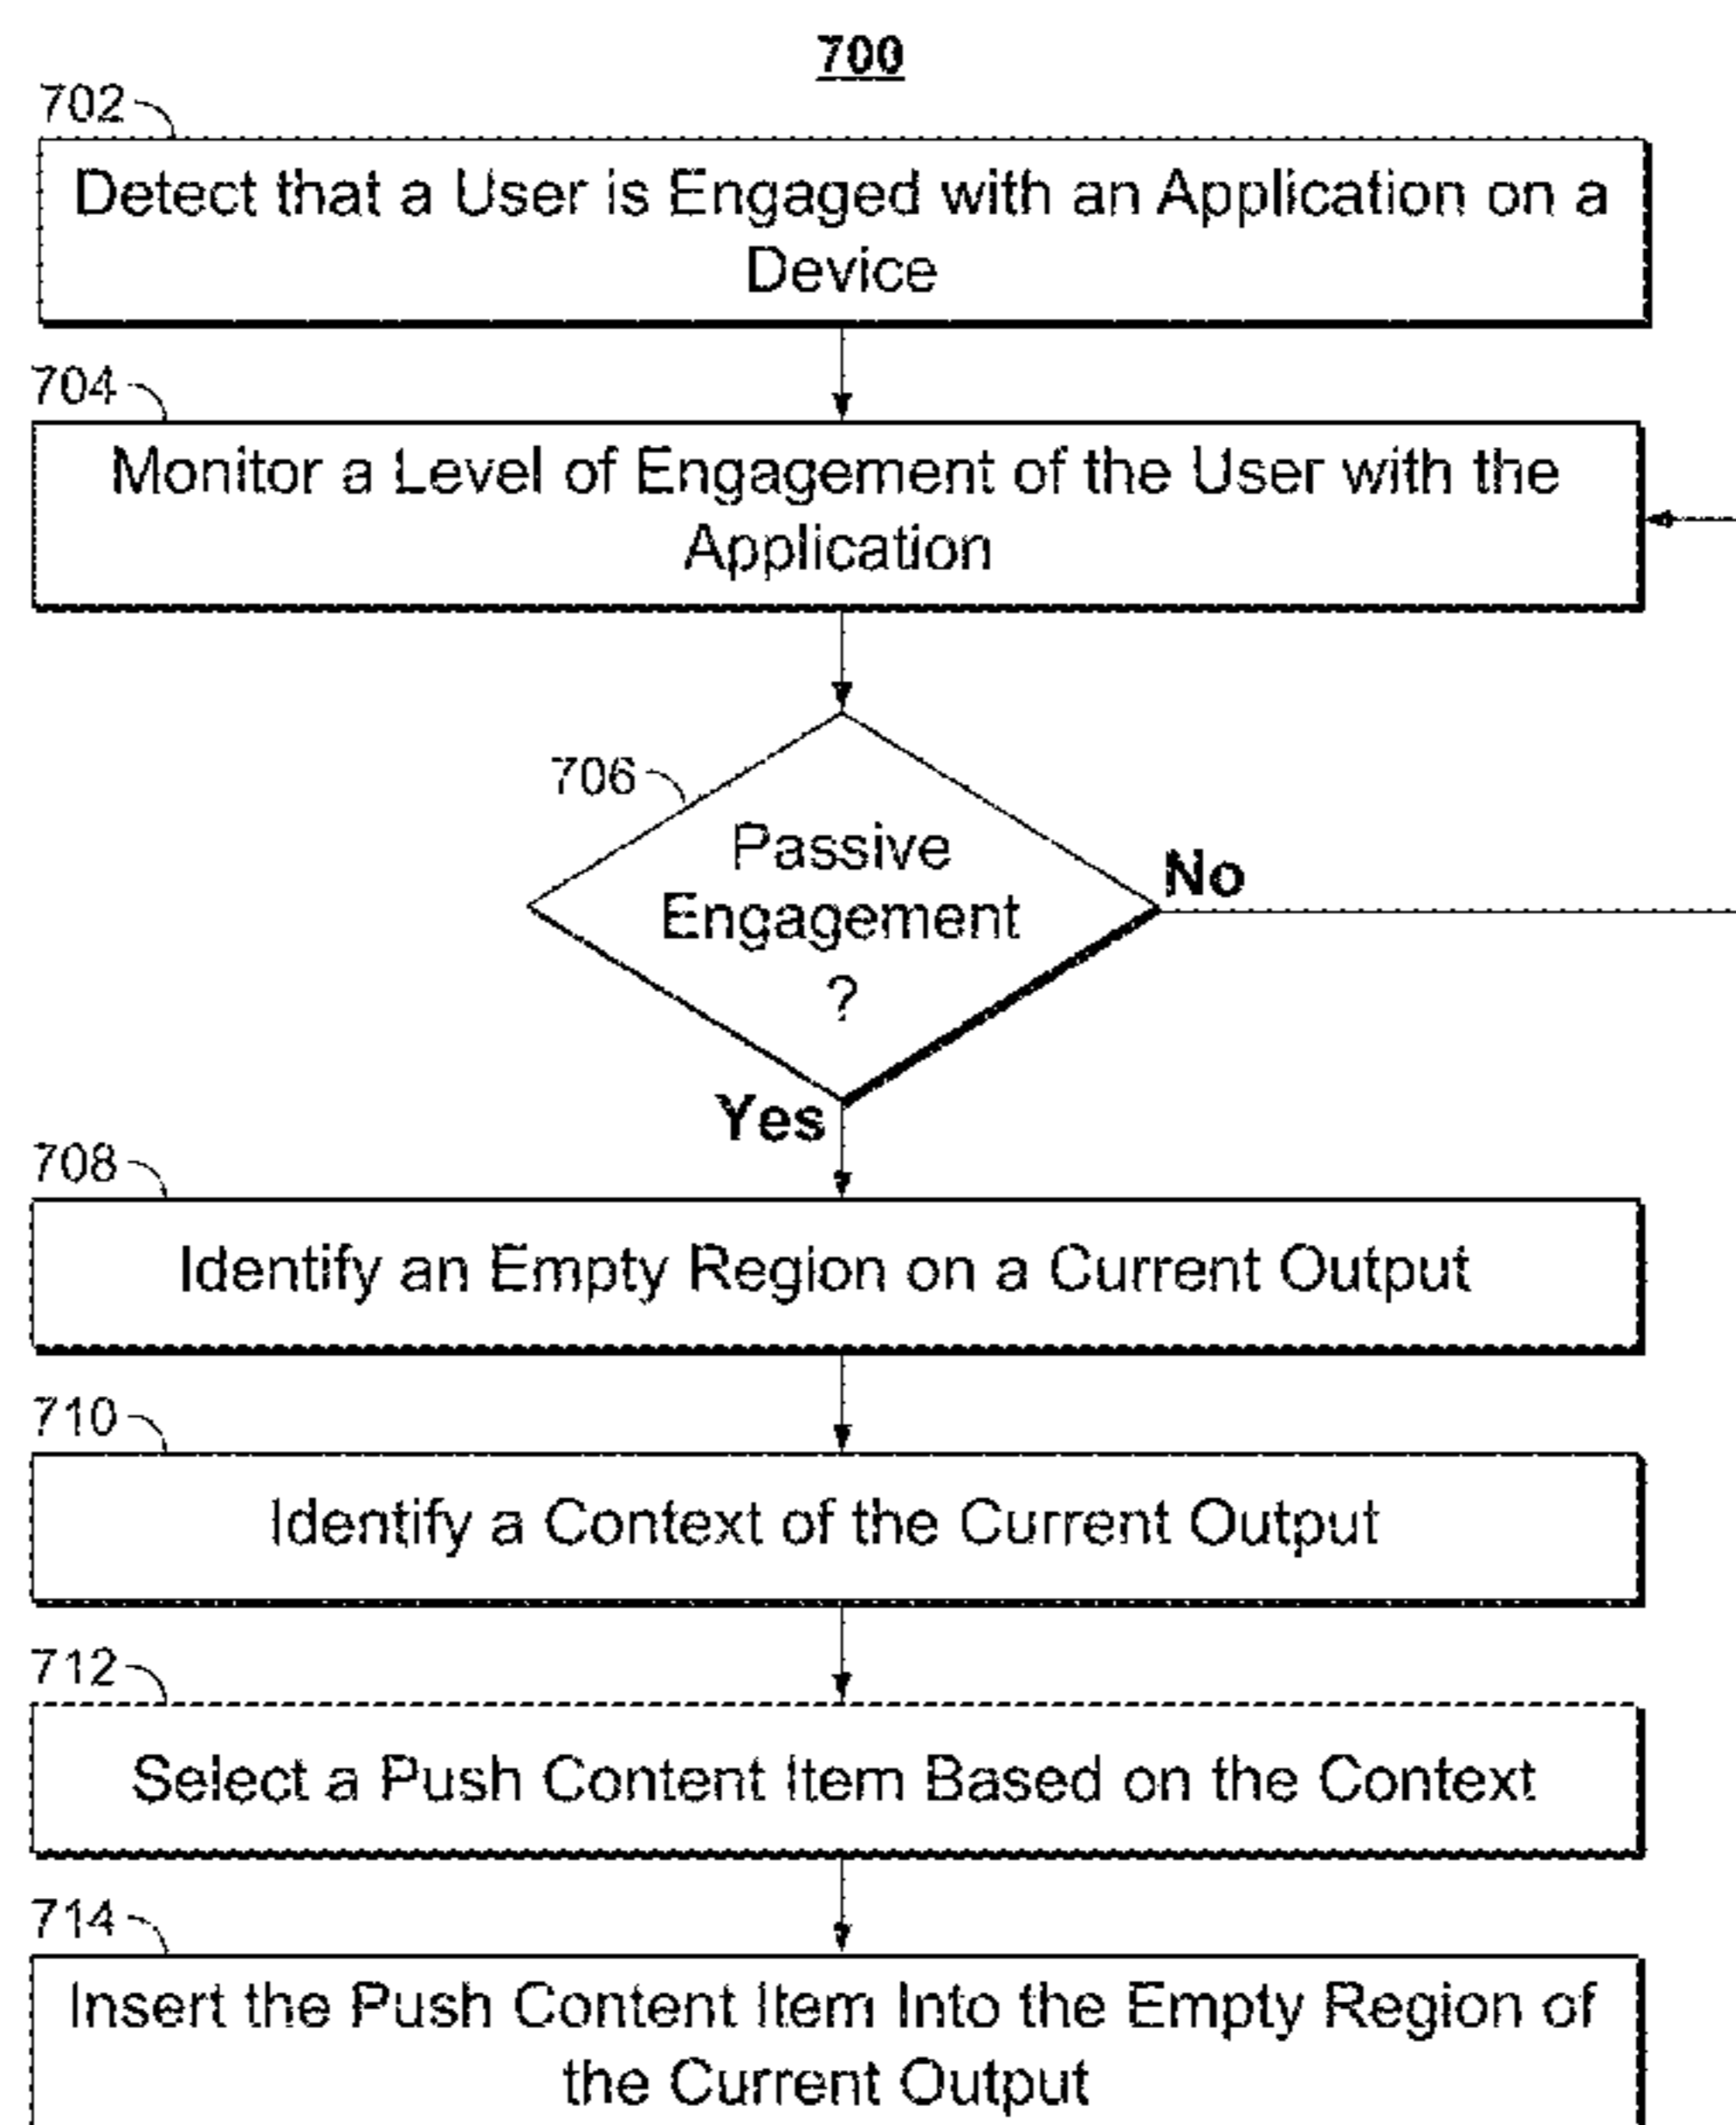 700
702
Detect that a User is Engaged with an Application on a
Device
704
Monitor a Level of Engagement of the User with the
Application
706
Passive
Engagement
?
No
Yes
708
Identify an Empty Region on a Current Output
710
Identify a Context of the Current Output
712
Select a Push Content Item Based on the Context
714
Insert the Push Content Item Into the Empty Region of
the Current Output